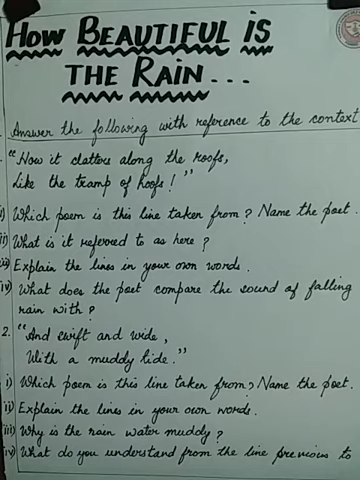 HOW BEAUTIFUL IS
THE RAIN...
Answer the following with reference to the context
"How it clatters along the roofs,
Like the tramp of hoofs!"
i) Which poem is this line taken from? Name the poet.
ii) What is it referred to as here?
iii) Explain the lines in your own words.
iv) What does the poet compare the sound of falling
rain with?
2. "And swift and wide,
With a muddy tide."
i) Which poem is this line taken from? Name the poet.
ii) Explain the lines in your own words.
iii) Why is the rain water muddy?
iv) What do you understand from the line previous to